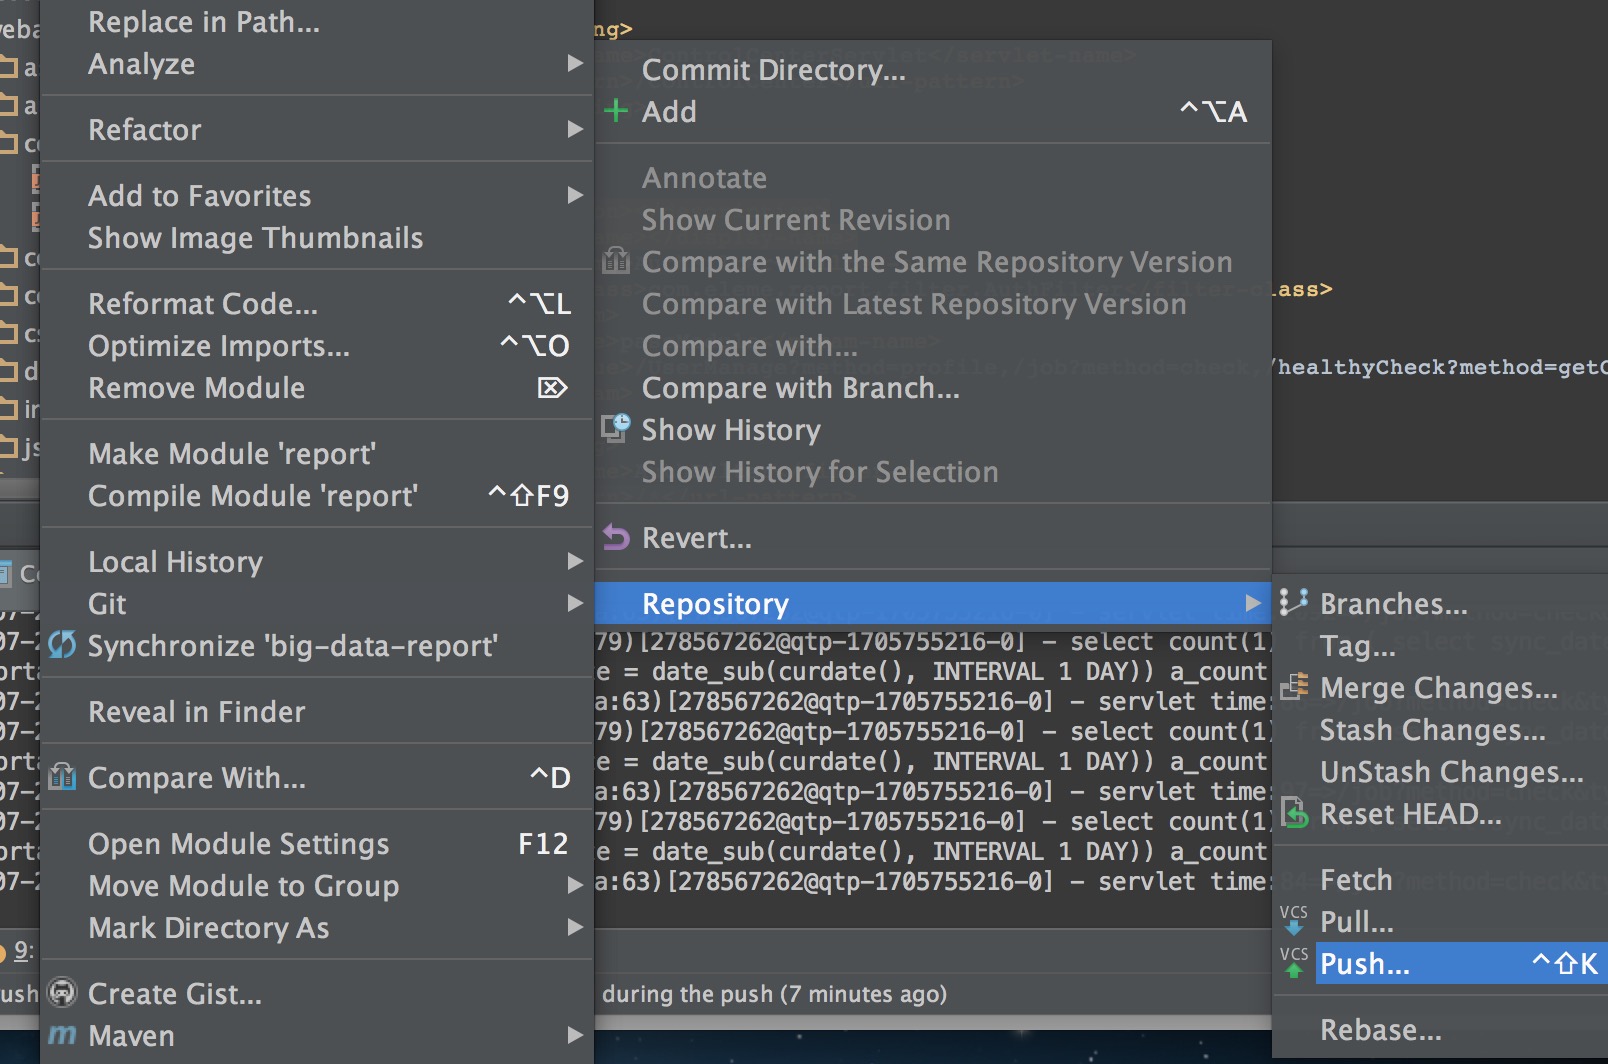 Replace in Path...
Analyze
Refactor
Add to Favorites
Show Image Thumbnails
Reformat Code... ^⌥L
Optimize Imports... ^⌥O
Remove Module ⌦
Make Module 'report'
Compile Module 'report' ^⇧F9
Local History
Git
Synchronize 'big-data-report'
Reveal in Finder
Compare With... ^D
Open Module Settings F12
Move Module to Group
Mark Directory As
Create Gist...
Maven
ng>
Commit Directory...
Add ^⌥A
Annotate
Show Current Revision
Compare with the Same Repository Version
Compare with Latest Repository Version
Compare with...
Compare with Branch...
Show History
Show History for Selection
Revert...
Repository
lass>
/healthyCheck?method=getC
79)[278567262@qtp-1705755216-0] - select count(1)
e = date_sub(curdate(), INTERVAL 1 DAY)) a_count
a:63)[278567262@qtp-1705755216-0] - servlet time:
79)[278567262@qtp-1705755216-0] - select count(1)
e = date_sub(curdate(), INTERVAL 1 DAY)) a_count
a:63)[278567262@qtp-1705755216-0] - servlet time:
79)[278567262@qtp-1705755216-0] - select count(1)
e = date_sub(curdate(), INTERVAL 1 DAY)) a_count
a:63)[278567262@qtp-1705755216-0] - servlet time:
9:
ush
during the push (7 minutes ago)
Branches...
Tag...
Merge Changes...
Stash Changes...
UnStash Changes...
Reset HEAD...
Fetch
VCS Pull...
VCS Push... ^⇧K
Rebase...